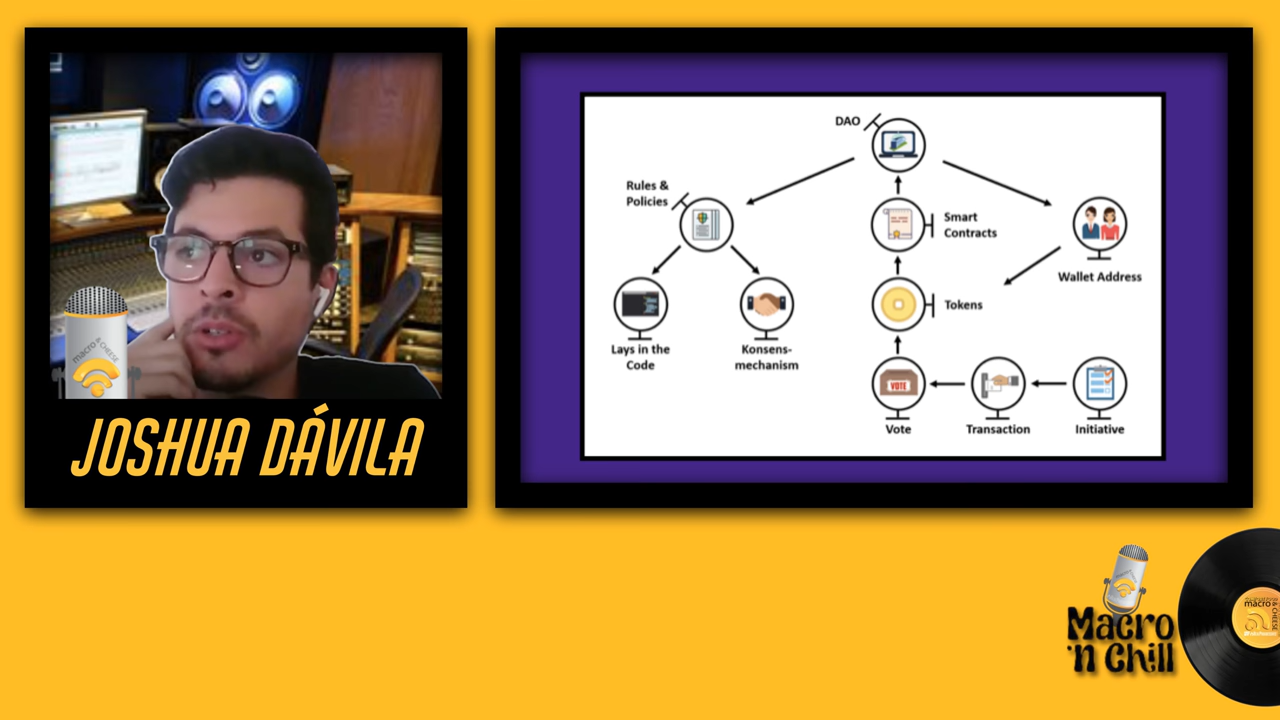 macro & CHEESE
JOSHUA DÁVILA
DAO
Rules &
Policies
Smart
Contracts
Wallet Address
Tokens
Lays in the
Code
Konsens-
mechanism
VOTE
Vote
Transaction
Initiative
Macro
'n Chill
macro
& CHEESE